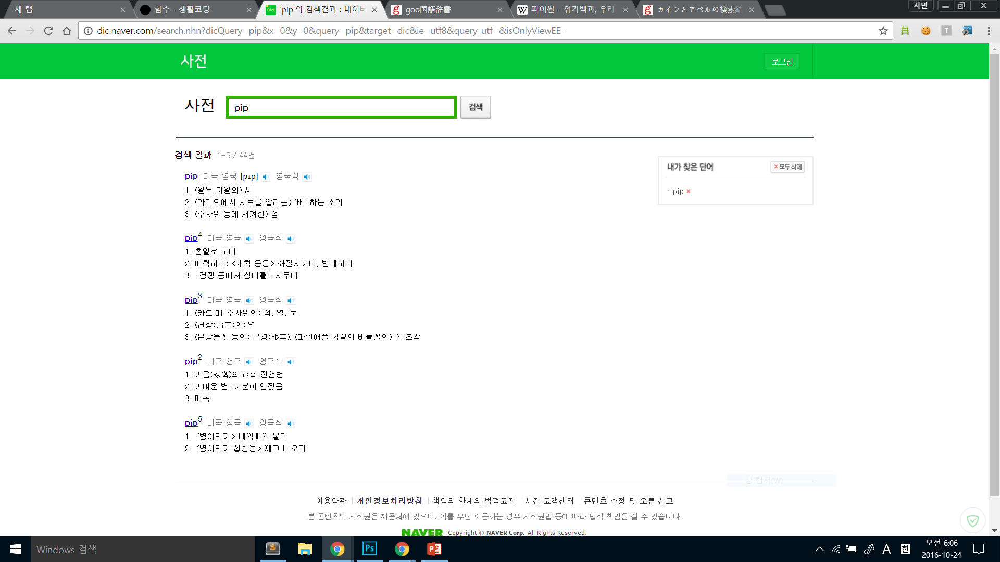 새 탭
함수 - 생활코딩
'pip'의 검색결과 : 네이버
goo国語辞書
파이썬 - 위키백과, 우리
カインとアベルの検索結
자민
dic.naver.com/search.nhn?dicQuery=pip&x=0&y=0&query=pip&target=dic&ie=utf8&query_utf=&isOnlyViewEE=
사전
로그인
사전 pip 검색
검색 결과 1-5 / 44건
내가 찾은 단어 × 모두 삭제
- pip ×
pip 미국·영국 [pɪp] 영국식
1. (일부 과일의) 씨
2. (라디오에서 시보를 알리는) ‘삐’ 하는 소리
3. (주사위 등에 새겨진) 점
pip4 미국·영국 영국식
1. 총알로 쏘다
2. 배척하다; <계획 등을> 좌절시키다, 방해하다
3. <경쟁 등에서 상대를> 지우다
pip3 미국·영국 영국식
1. (카드 패·주사위의) 점, 별, 눈
2. (견장(肩章)의) 별
3. (은방울꽃 등의) 근경(根莖); (파인애플 껍질의 비늘꼴의) 잔 조각
pip2 미국·영국 영국식
1. 가금(家禽)의 혀의 전염병
2. 가벼운 병; 기분이 언짢음
3. 매독
pip5 미국·영국 영국식
1. <병아리가> 삐악삐악 울다
2. <병아리가 껍질을> 깨고 나오다
창 캡처(W)
이용약관 개인정보처리방침 책임의 한계와 법적고지 사전 고객센터 콘텐츠 수정 및 오류 신고
본 콘텐츠의 저작권은 제공처에 있으며, 이를 무단 이용하는 경우 저작권법 등에 따라 법적 책임을 질 수 있습니다.
NAVER Copyright © NAVER Corp. All Rights Reserved.
Windows 검색
A 한
오전 6:06
2016-10-24